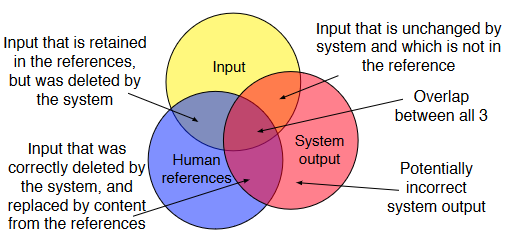 Input that is retained
in the references,
but was deleted by
the system
Input
Input that is unchanged by
system and which is not in
the reference
Overlap
between all 3
Human
references
System
output
Input that was
correctly deleted by
the system, and
replaced by content
from the references
Potentially
incorrect
system output